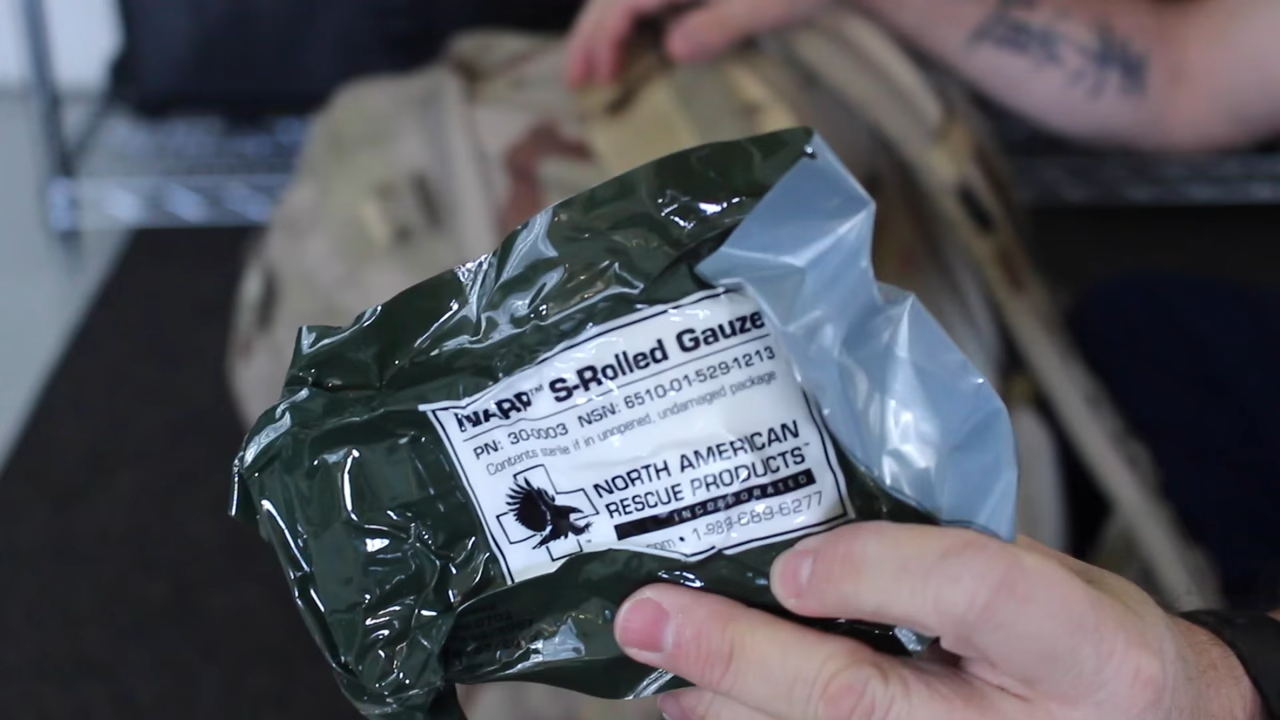 NARP™ S-Rolled Gauze
PN: 30-0003 NSN: 6510-01-529-1213
Contents sterile if in unopened, undamaged package
NORTH AMERICAN
RESCUE PRODUCTS™
INCORPORATED
com • 1-888-689-6277